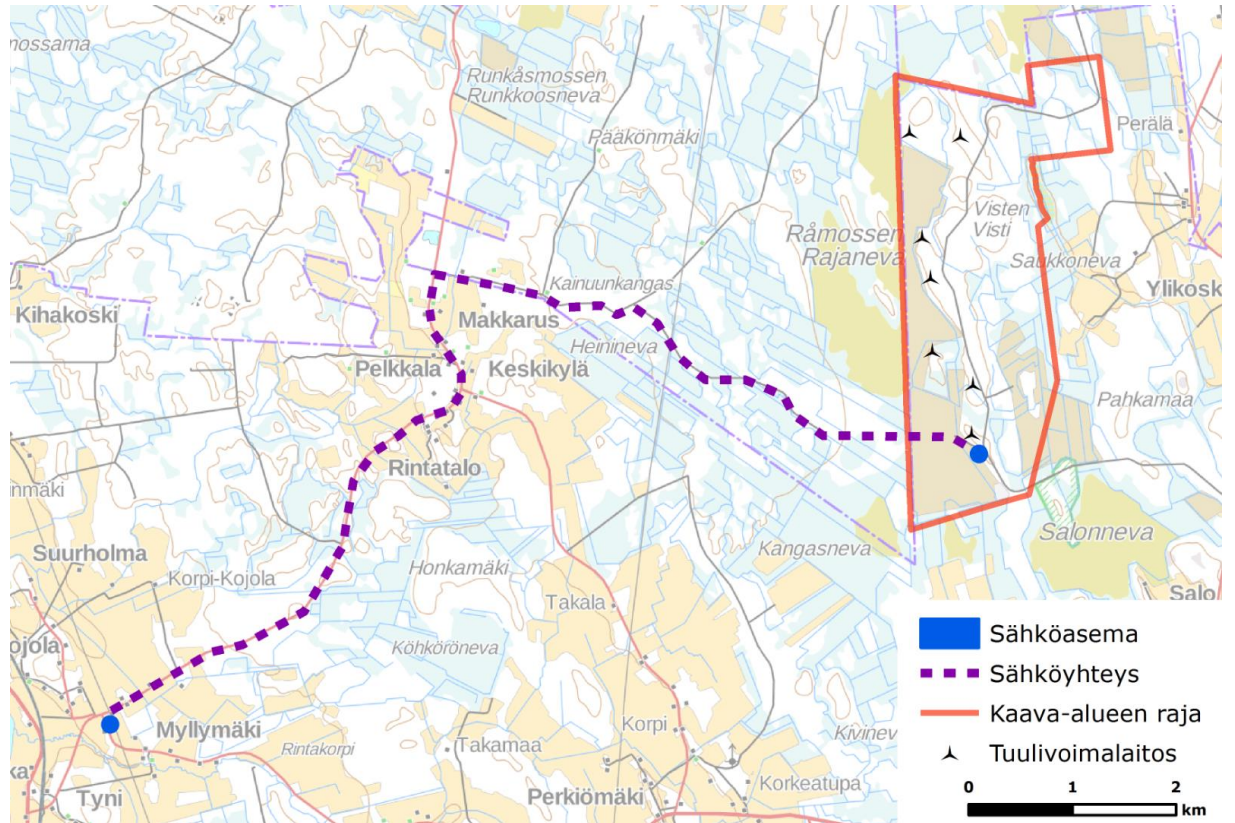 nossarna
Runkåsmossen
Runkkoosneva
Pääkönmäki
Perälä
Visten
Visti
Råmossen
Rajaneva
Saukkoneva
Kainuunkangas
Ylikosk
Kihakoski
Makkarus
Heinineva
Pelkkala
Keskikylä
Pahkamaa
Rintatalo
nmäki
Salonneva
Kangasneva
Suurholma
Honkamäki
Korpi-Kojola
Takala
Salo
ojola
Köhköröneva
Sähköasema
Sähköyhteys
Kaava-alueen raja
Tuulivoimalaitos
Myllymäki
Rintakorpi
Takamaa
Korpi
Kivinev
ka
Tyni
Perkiömäki
Korkeatupa
0 1 2
km